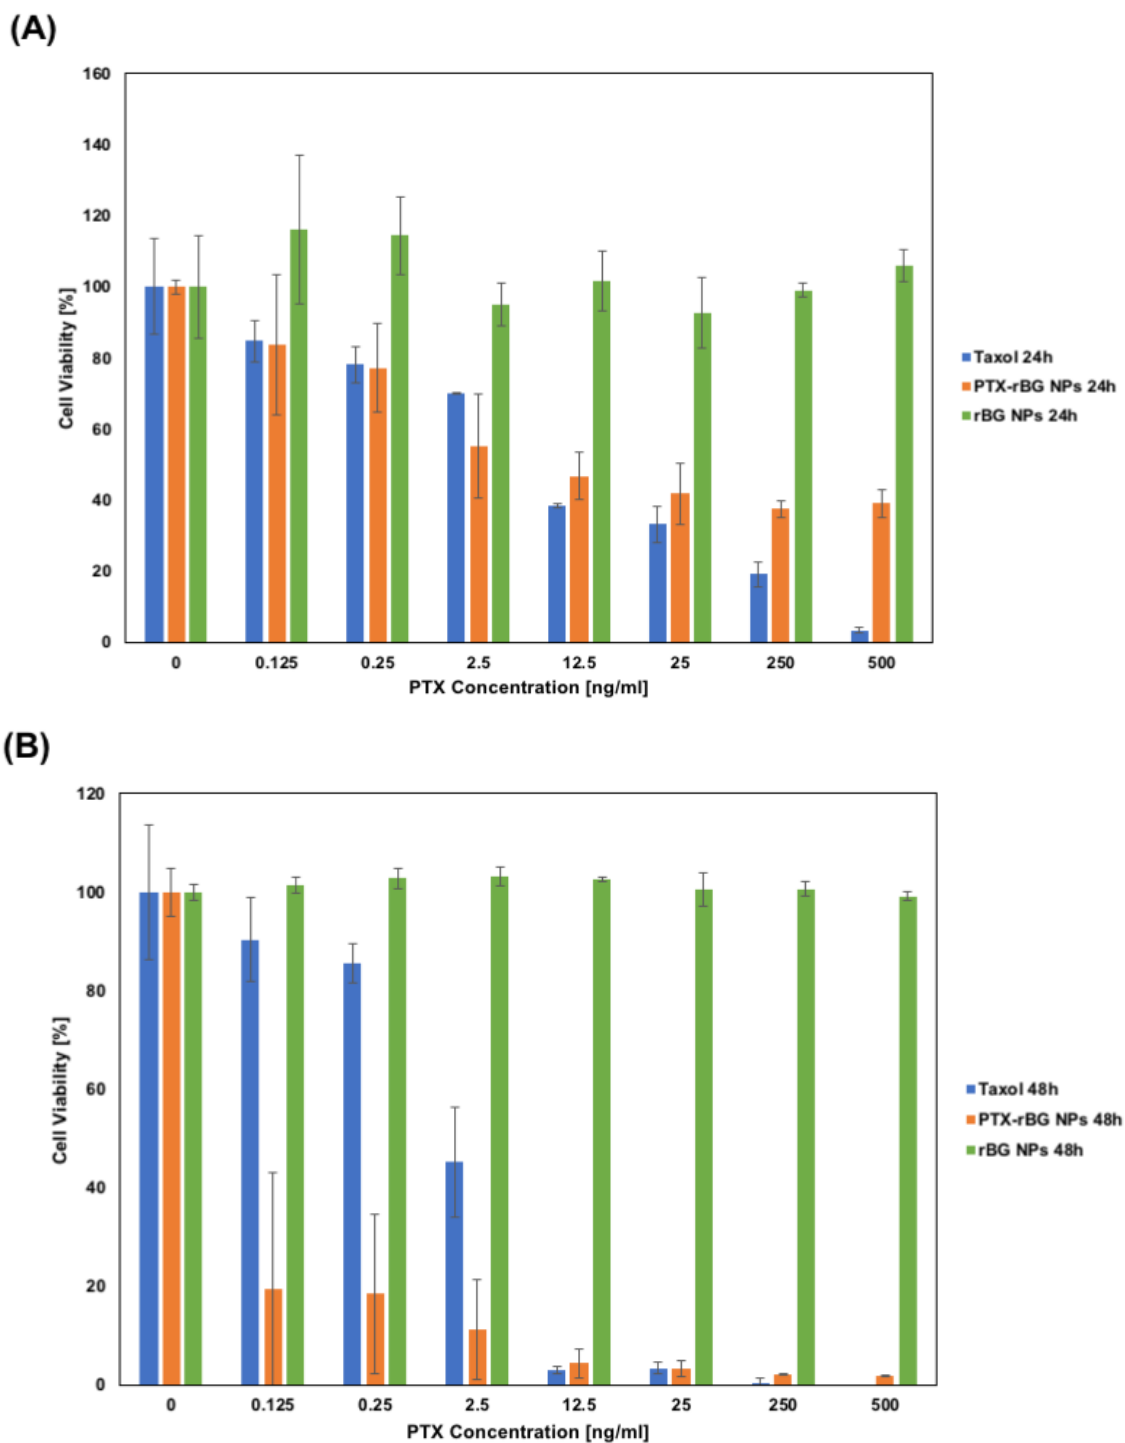 (A)
160
140
120
100
80
60
40
20
0
Cell Viability [%]
0 0.125 0.25 2.5 12.5 25 250 500
PTX Concentration [ng/ml]
Taxol 24h
PTX-rBG NPs 24h
rBG NPs 24h
(B)
120
100
80
60
40
20
0
Cell Viability [%]
0 0.125 0.25 2.5 12.5 25 250 500
PTX Concentration [ng/ml]
Taxol 48h
PTX-rBG NPs 48h
rBG NPs 48h